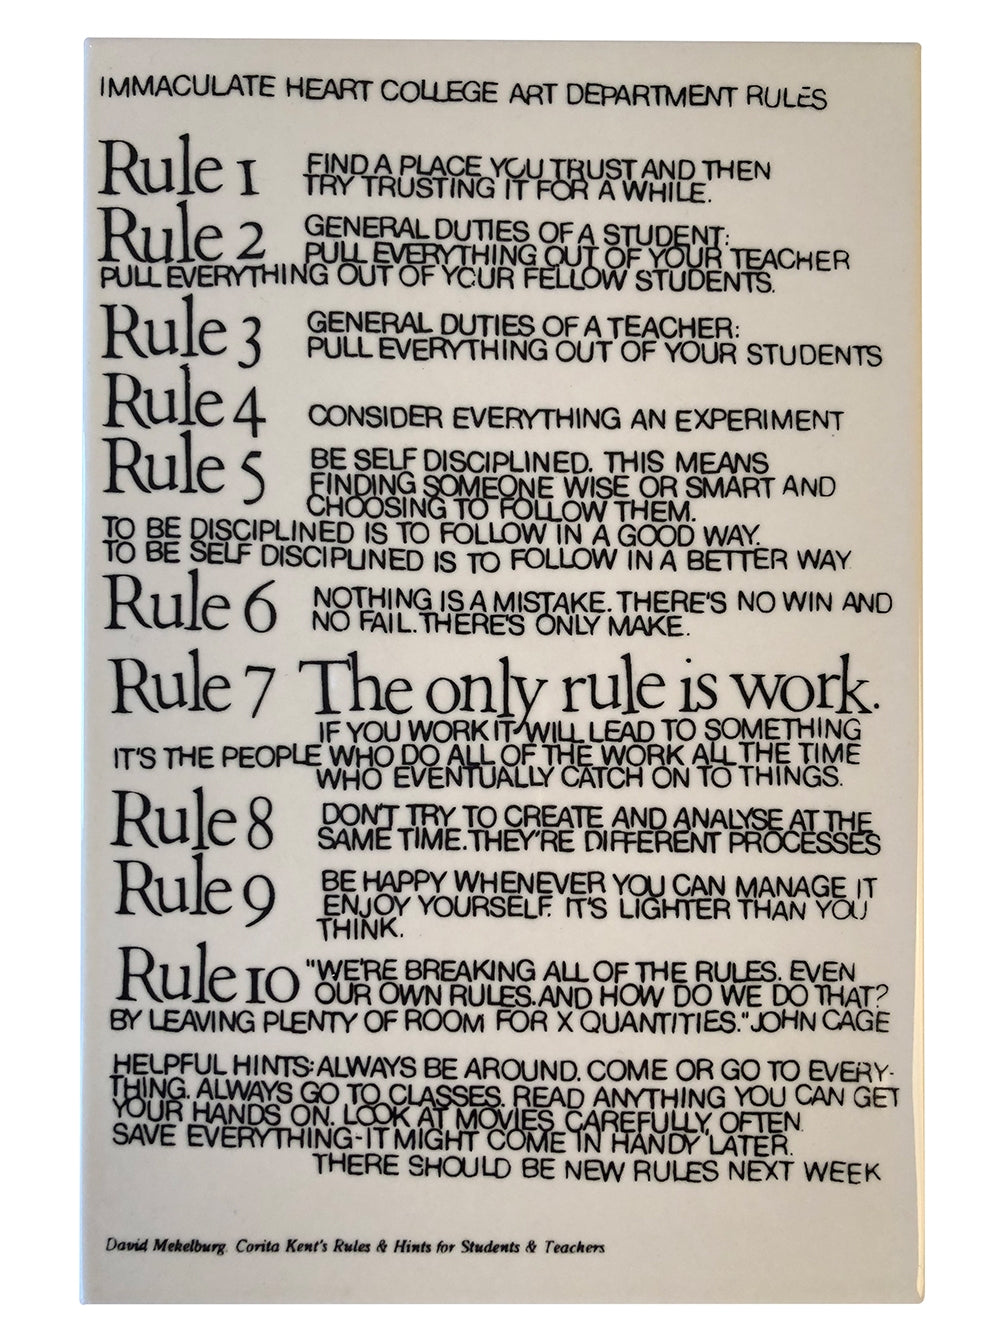 IMMACULATE HEART COLLEGE ART DEPARTMENT RULES
Rule 1 FIND A PLACE YOU TRUST AND THEN
TRY TRUSTING IT FOR A WHILE.
Rule 2 GENERAL DUTIES OF A STUDENT:
PULL EVERYTHING OUT OF YOUR TEACHER
PULL EVERYTHING OUT OF YOUR FELLOW STUDENTS.
Rule 3 GENERAL DUTIES OF A TEACHER:
PULL EVERYTHING OUT OF YOUR STUDENTS
Rule 4 CONSIDER EVERYTHING AN EXPERIMENT
Rule 5 BE SELF DISCIPLINED. THIS MEANS
FINDING SOMEONE WISE OR SMART AND
CHOOSING TO FOLLOW THEM.
TO BE DISCIPLINED IS TO FOLLOW IN A GOOD WAY.
TO BE SELF DISCIPLINED IS TO FOLLOW IN A BETTER WAY
Rule 6 NOTHING IS A MISTAKE. THERE'S NO WIN AND
NO FAIL. THERE'S ONLY MAKE.
Rule 7 The only rule is work.
IF YOU WORK IT WILL LEAD TO SOMETHING
IT'S THE PEOPLE WHO DO ALL OF THE WORK ALL THE TIME
WHO EVENTUALLY CATCH ON TO THINGS.
Rule 8 DON'T TRY TO CREATE AND ANALYSE AT THE
SAME TIME. THEY'RE DIFFERENT PROCESSES
Rule 9 BE HAPPY WHENEVER YOU CAN MANAGE IT
ENJOY YOURSELF. IT'S LIGHTER THAN YOU
THINK.
Rule 10 "WE'RE BREAKING ALL OF THE RULES. EVEN
OUR OWN RULES. AND HOW DO WE DO THAT?
BY LEAVING PLENTY OF ROOM FOR X QUANTITIES." JOHN CAGE
HELPFUL HINTS: ALWAYS BE AROUND. COME OR GO TO EVERY-
THING. ALWAYS GO TO CLASSES. READ ANYTHING YOU CAN GET
YOUR HANDS ON. LOOK AT MOVIES CAREFULLY, OFTEN
SAVE EVERYTHING-IT MIGHT COME IN HANDY LATER.
THERE SHOULD BE NEW RULES NEXT WEEK
David Mekelburg. Corita Kent's Rules & Hints for Students & Teachers